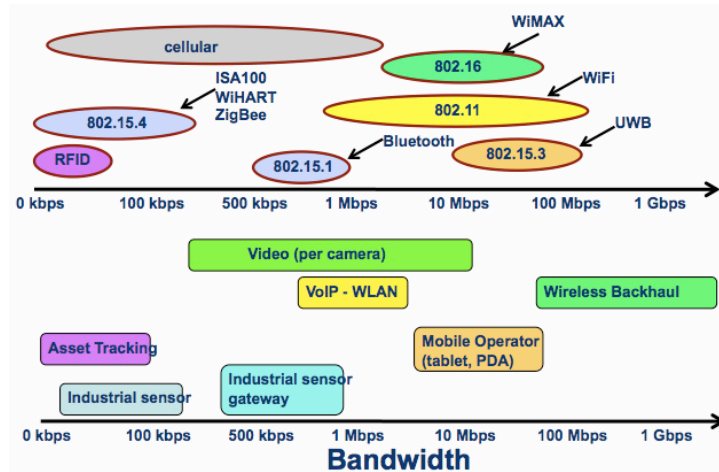 WiMAX
cellular
802.16
ISA100
WiHART
ZigBee
WiFi
802.15.4
802.11
UWB
RFID
802.15.1
Bluetooth
802.15.3
0 kbps 100 kbps 500 kbps 1 Mbps 10 Mbps 100 Mbps 1 Gbps
Video (per camera)
VoIP - WLAN
Wireless Backhaul
Asset Tracking
Mobile Operator
(tablet, PDA)
Industrial sensor
Industrial sensor
gateway
0 kbps 100 kbps 500 kbps 1 Mbps 10 Mbps 100 Mbps 1 Gbps
Bandwidth